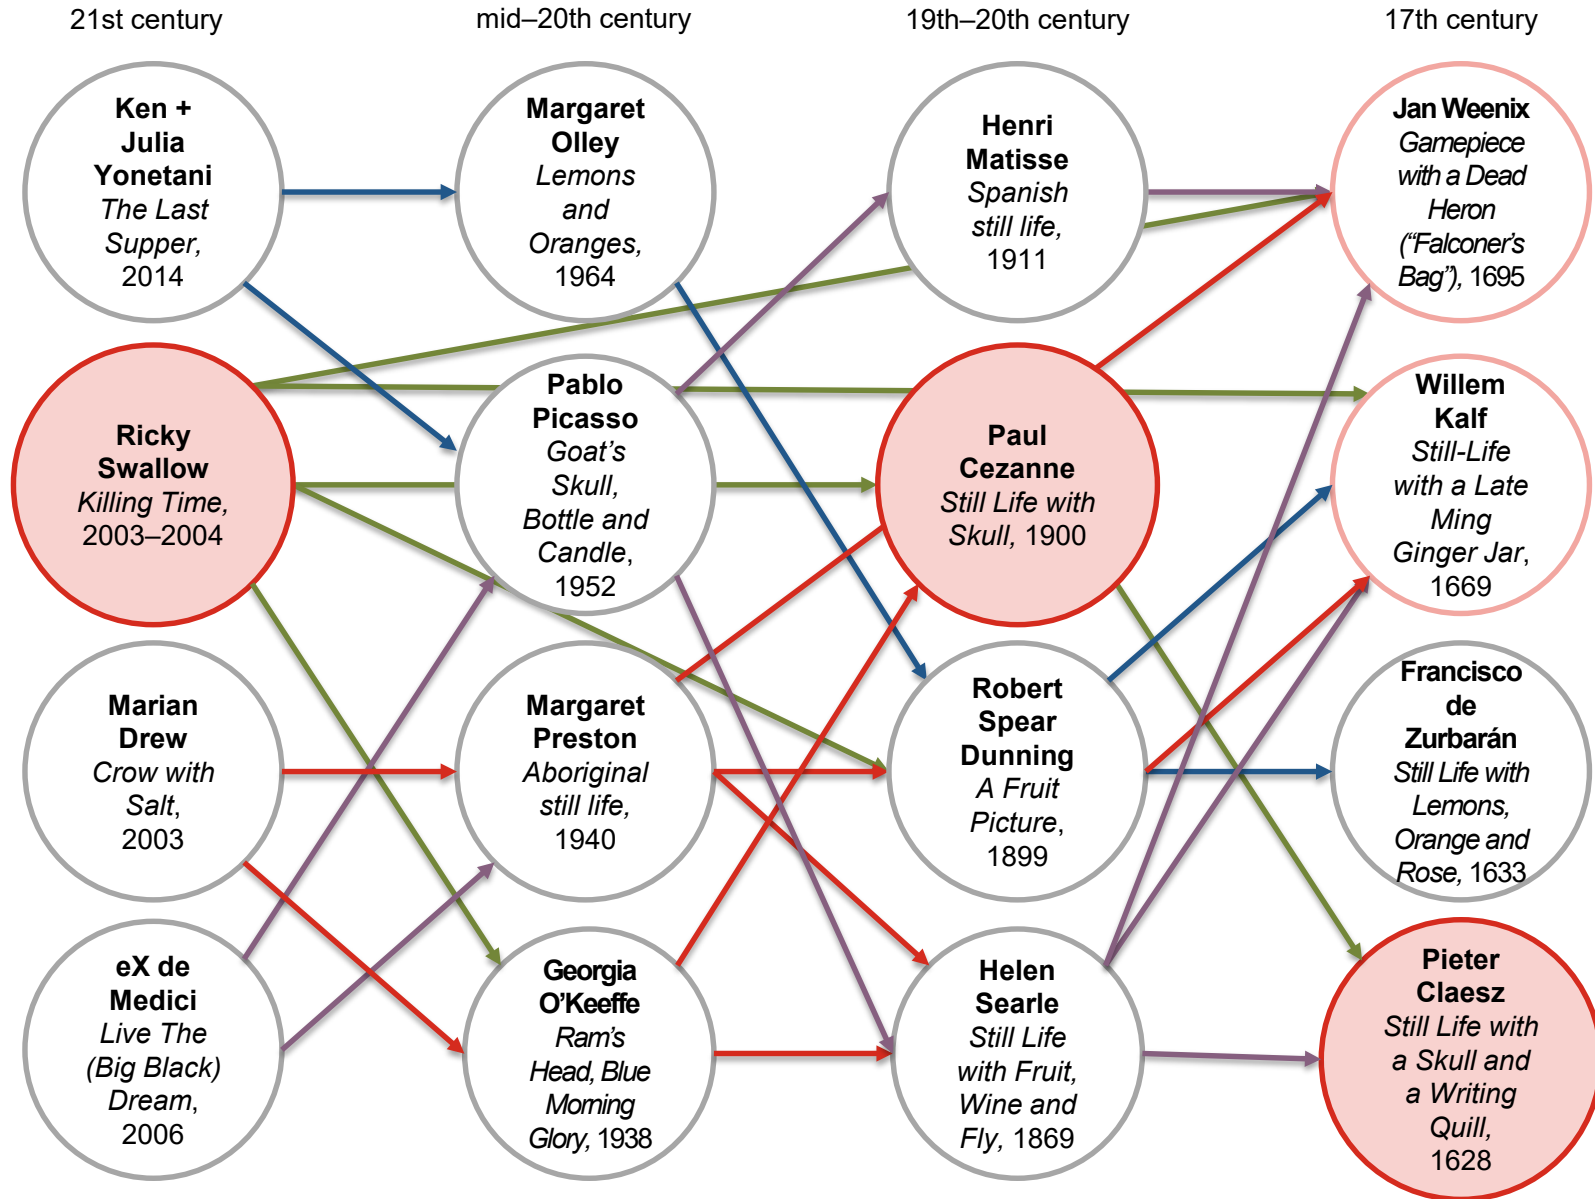 21st century
mid–20th century
19th–20th century
17th century
Ken +
Julia
Yonetani
The Last
Supper,
2014
Margaret
Olley
Lemons
and
Oranges,
1964
Henri
Matisse
Spanish
still life,
1911
Jan Weenix
Gamepiece
with a Dead
Heron
(“Falconer’s
Bag”), 1695
Ricky
Swallow
Killing Time,
2003–2004
Pablo
Picasso
Goat’s
Skull,
Bottle and
Candle,
1952
Paul
Cezanne
Still Life with
Skull, 1900
Willem
Kalf
Still-Life
with a Late
Ming
Ginger Jar,
1669
Marian
Drew
Crow with
Salt,
2003
Margaret
Preston
Aboriginal
still life,
1940
Robert
Spear
Dunning
A Fruit
Picture,
1899
Francisco
de
Zurbarán
Still Life with
Lemons,
Orange and
Rose, 1633
eX de
Medici
Live The
(Big Black)
Dream,
2006
Georgia
O’Keeffe
Ram’s
Head, Blue
Morning
Glory, 1938
Helen
Searle
Still Life
with Fruit,
Wine and
Fly, 1869
Pieter
Claesz
Still Life with
a Skull and
a Writing
Quill,
1628